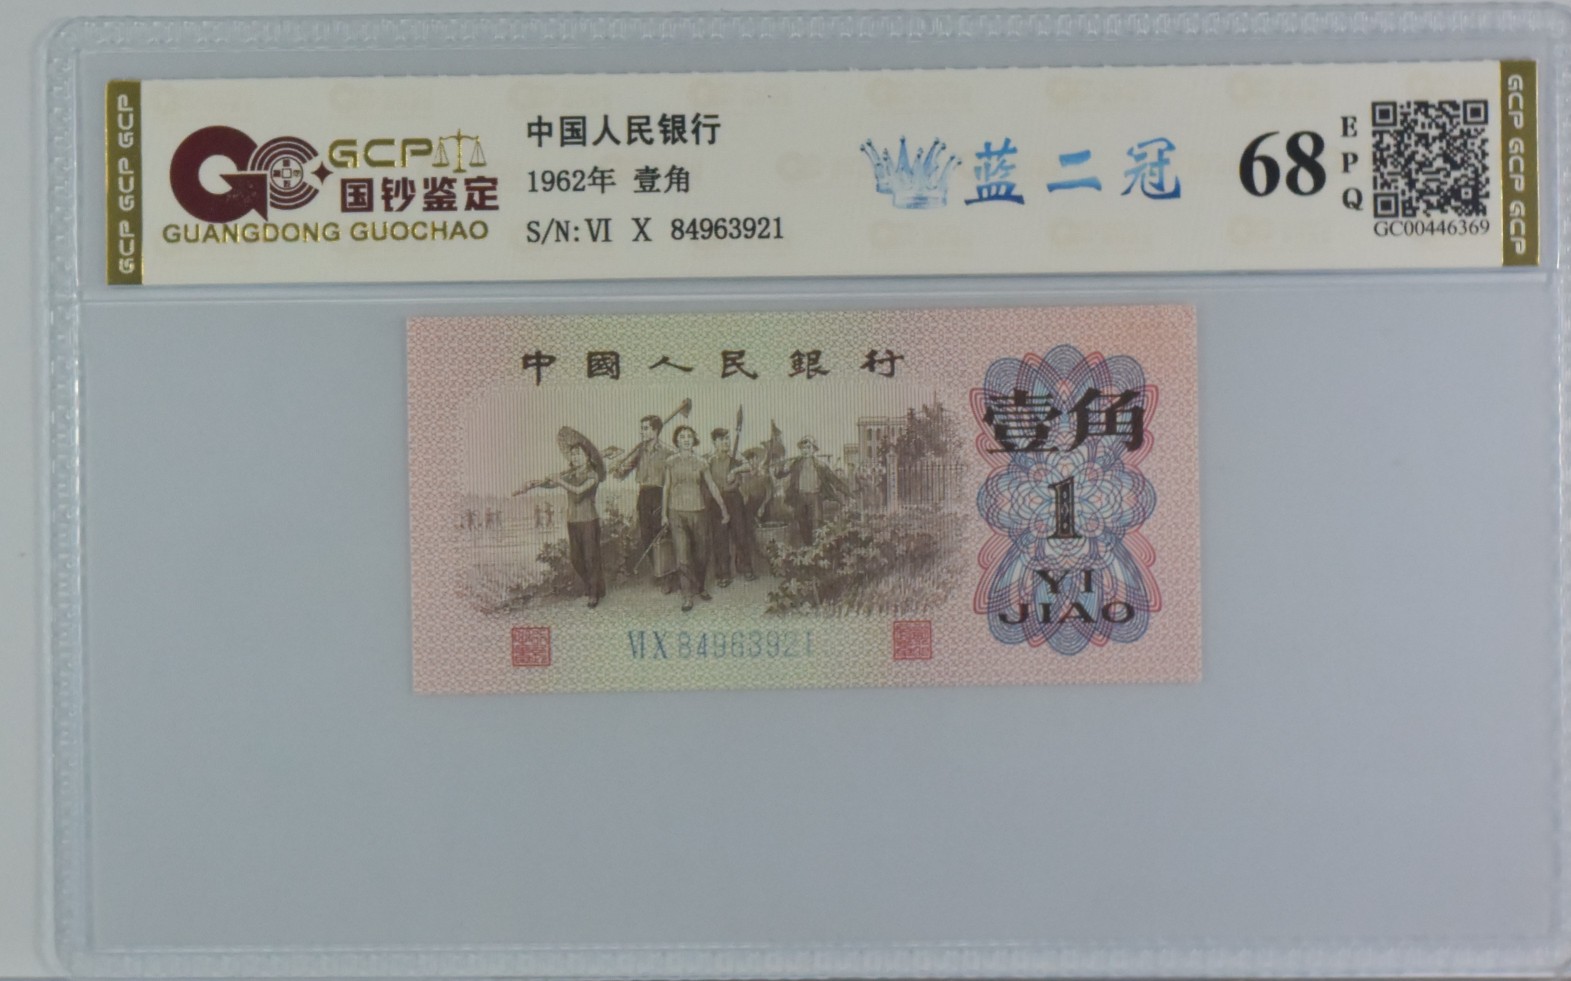 GCP GCP GCP
GCP
国钞鉴定
GUANGDONG GUOCHAO
中国人民银行
1962年 壹角
S/N: VI X 84963921
蓝二冠
68
EPQ
GC00446369
GCP GCP GCP
中國人民銀行
壹角
1
YI
JIAO
VI X 84963921